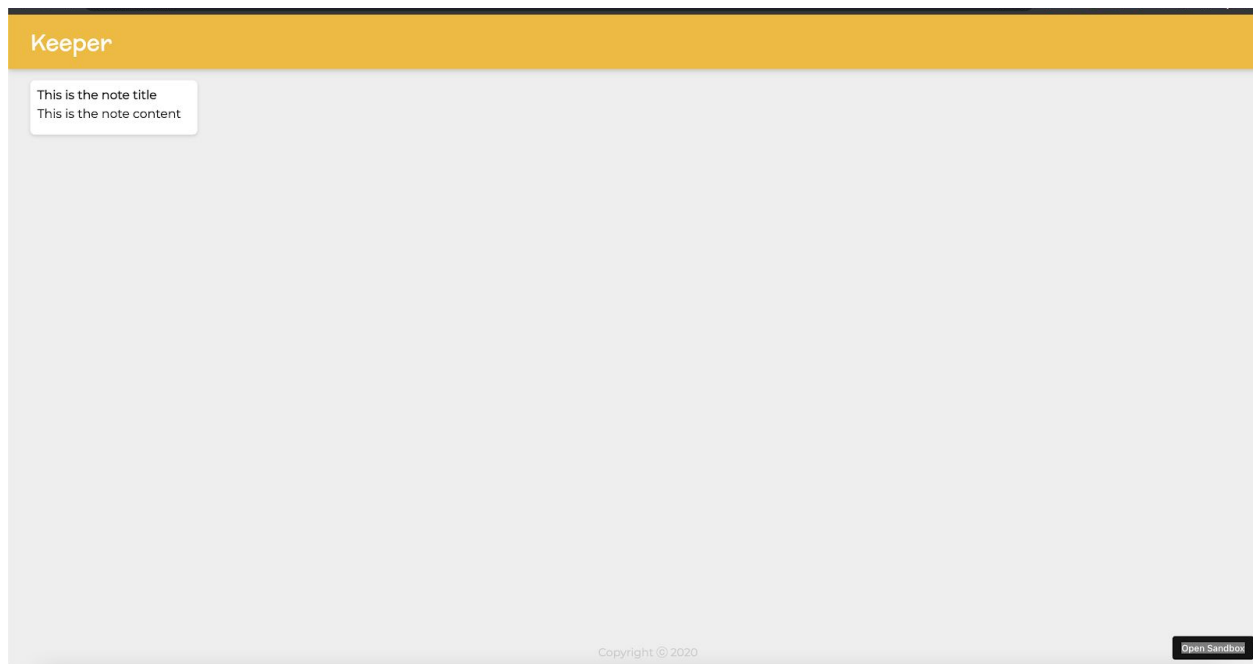 Keeper
This is the note title
This is the note content
Copyright ⓒ 2020
Open Sandbox